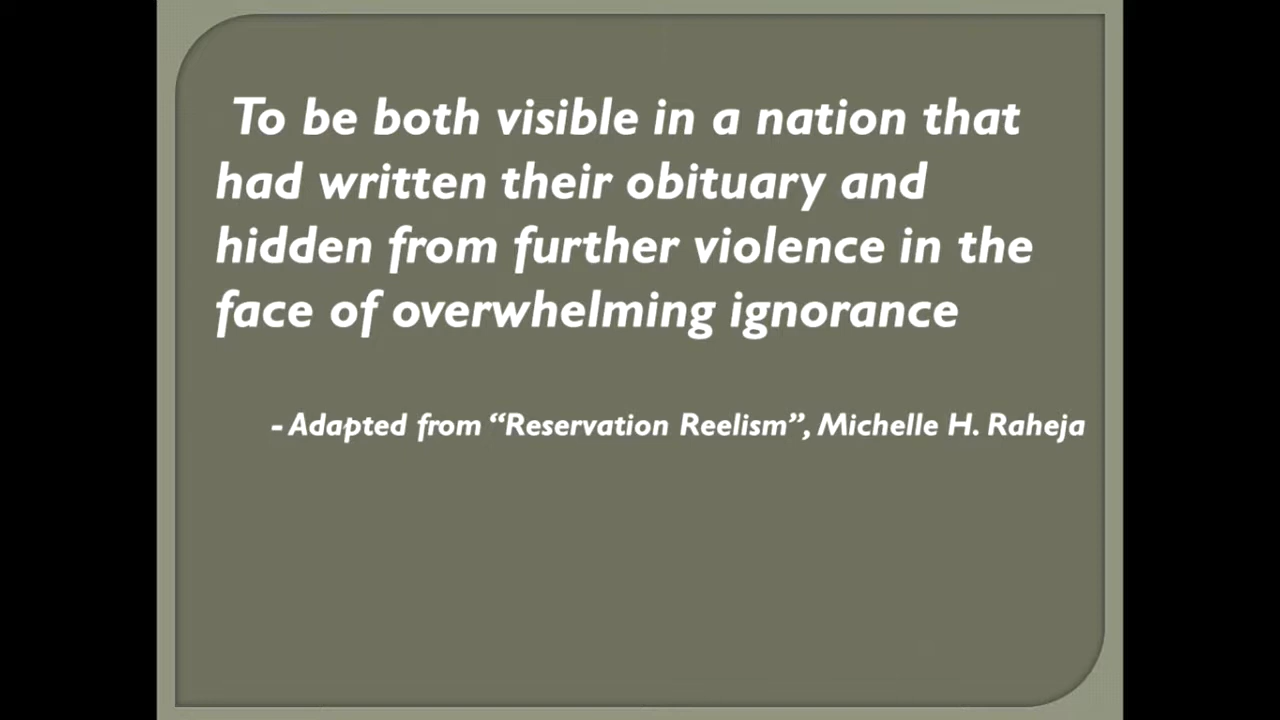 To be both visible in a nation that
had written their obituary and
hidden from further violence in the
face of overwhelming ignorance
- Adapted from “Reservation Reelism”, Michelle H. Raheja